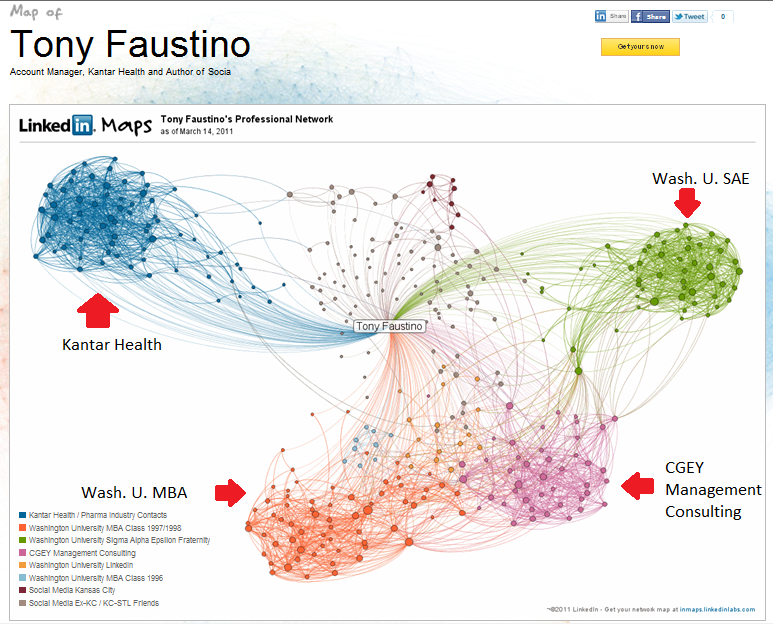 Map of
Tony Faustino
Account Manager, Kantar Health and Author of Socia
in Share
f Share
Tweet
0
Get yours now
Linked in. Maps
Tony Faustino's Professional Network
as of March 14, 2011
Wash. U. SAE
Tony Faustino
Kantar Health
Wash. U. MBA
CGEY
Management
Consulting
Kantar Health / Pharma Industry Contacts
Washington University MBA Class 1997/1998
Washington University Sigma Alpha Epsilon Fraternity
CGEY Management Consulting
Washington University LinkedIn
Washington University MBA Class 1996
Social Media Kansas City
Social Media Ex-KC / KC-STL Friends
©2011 LinkedIn - Get your network map at inmaps.linkedinlabs.com